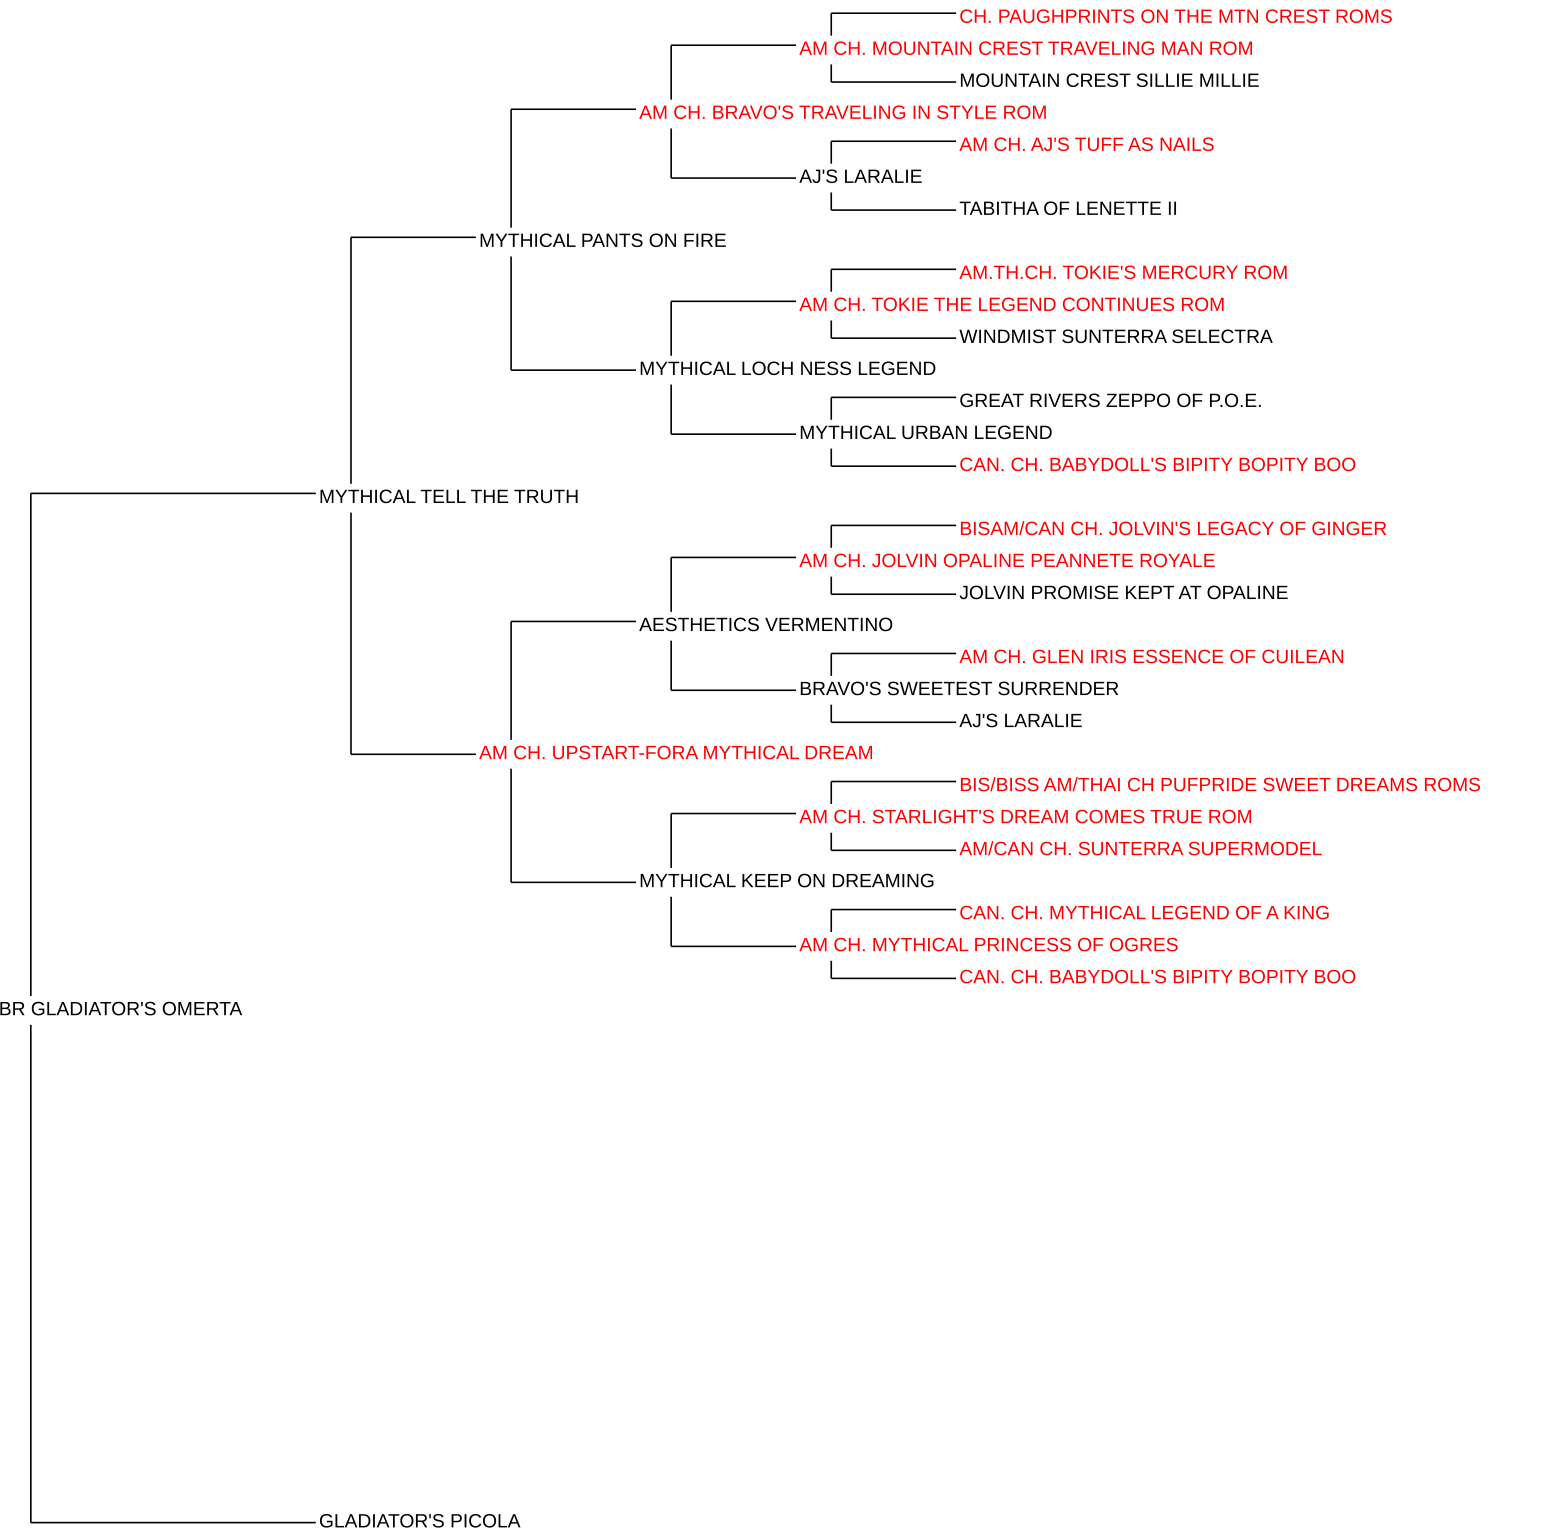 CH. PAUGHPRINTS ON THE MTN CREST ROMS
AM CH. MOUNTAIN CREST TRAVELING MAN ROM
MOUNTAIN CREST SILLIE MILLIE
AM CH. BRAVO'S TRAVELING IN STYLE ROM
AM CH. AJ'S TUFF AS NAILS
AJ'S LARALIE
TABITHA OF LENETTE II
MYTHICAL PANTS ON FIRE
AM.TH.CH. TOKIE'S MERCURY ROM
AM CH. TOKIE THE LEGEND CONTINUES ROM
WINDMIST SUNTERRA SELECTRA
MYTHICAL LOCH NESS LEGEND
GREAT RIVERS ZEPPO OF P.O.E.
MYTHICAL URBAN LEGEND
CAN. CH. BABYDOLL'S BIPITY BOPITY BOO
MYTHICAL TELL THE TRUTH
BISAM/CAN CH. JOLVIN'S LEGACY OF GINGER
AM CH. JOLVIN OPALINE PEANNETE ROYALE
JOLVIN PROMISE KEPT AT OPALINE
AESTHETICS VERMENTINO
AM CH. GLEN IRIS ESSENCE OF CUILEAN
BRAVO'S SWEETEST SURRENDER
AJ'S LARALIE
AM CH. UPSTART-FORA MYTHICAL DREAM
BIS/BISS AM/THAI CH PUFPRIDE SWEET DREAMS ROMS
AM CH. STARLIGHT'S DREAM COMES TRUE ROM
AM/CAN CH. SUNTERRA SUPERMODEL
MYTHICAL KEEP ON DREAMING
CAN. CH. MYTHICAL LEGEND OF A KING
AM CH. MYTHICAL PRINCESS OF OGRES
CAN. CH. BABYDOLL'S BIPITY BOPITY BOO
BR GLADIATOR'S OMERTA
GLADIATOR'S PICOLA